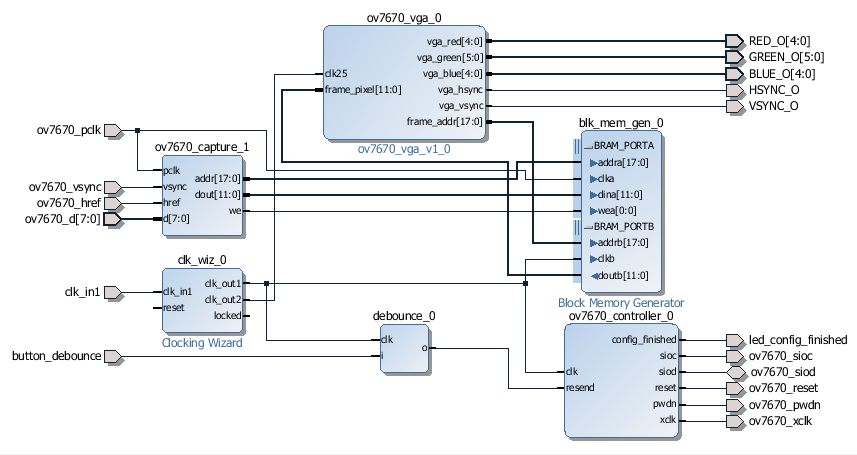 ov7670_vga_0
clk25
frame_pixel[11:0]
vga_red[4:0]
vga_green[5:0]
vga_blue[4:0]
vga_hsync
vga_vsync
frame_addr[17:0]
ov7670_vga_v1_0
RED_O[4:0]
GREEN_O[5:0]
BLUE_O[4:0]
HSYNC_O
VSYNC_O
ov7670_pclk
ov7670_vsync
ov7670_href
ov7670_d[7:0]
ov7670_capture_1
pclk
vsync
href
d[7:0]
addr[17:0]
dout[11:0]
we
blk_mem_gen_0
BRAM_PORTA
addra[17:0]
clka
dina[11:0]
wea[0:0]
BRAM_PORTB
addrb[17:0]
clkb
doutb[11:0]
Block Memory Generator
clk_in1
clk_wiz_0
clk_in1
reset
clk_out1
clk_out2
locked
Clocking Wizard
button_debounce
debounce_0
clk
i
o
ov7670_controller_0
clk
resend
config_finished
sioc
siod
reset
pwdn
xclk
led_config_finished
ov7670_sioc
ov7670_siod
ov7670_reset
ov7670_pwdn
ov7670_xclk